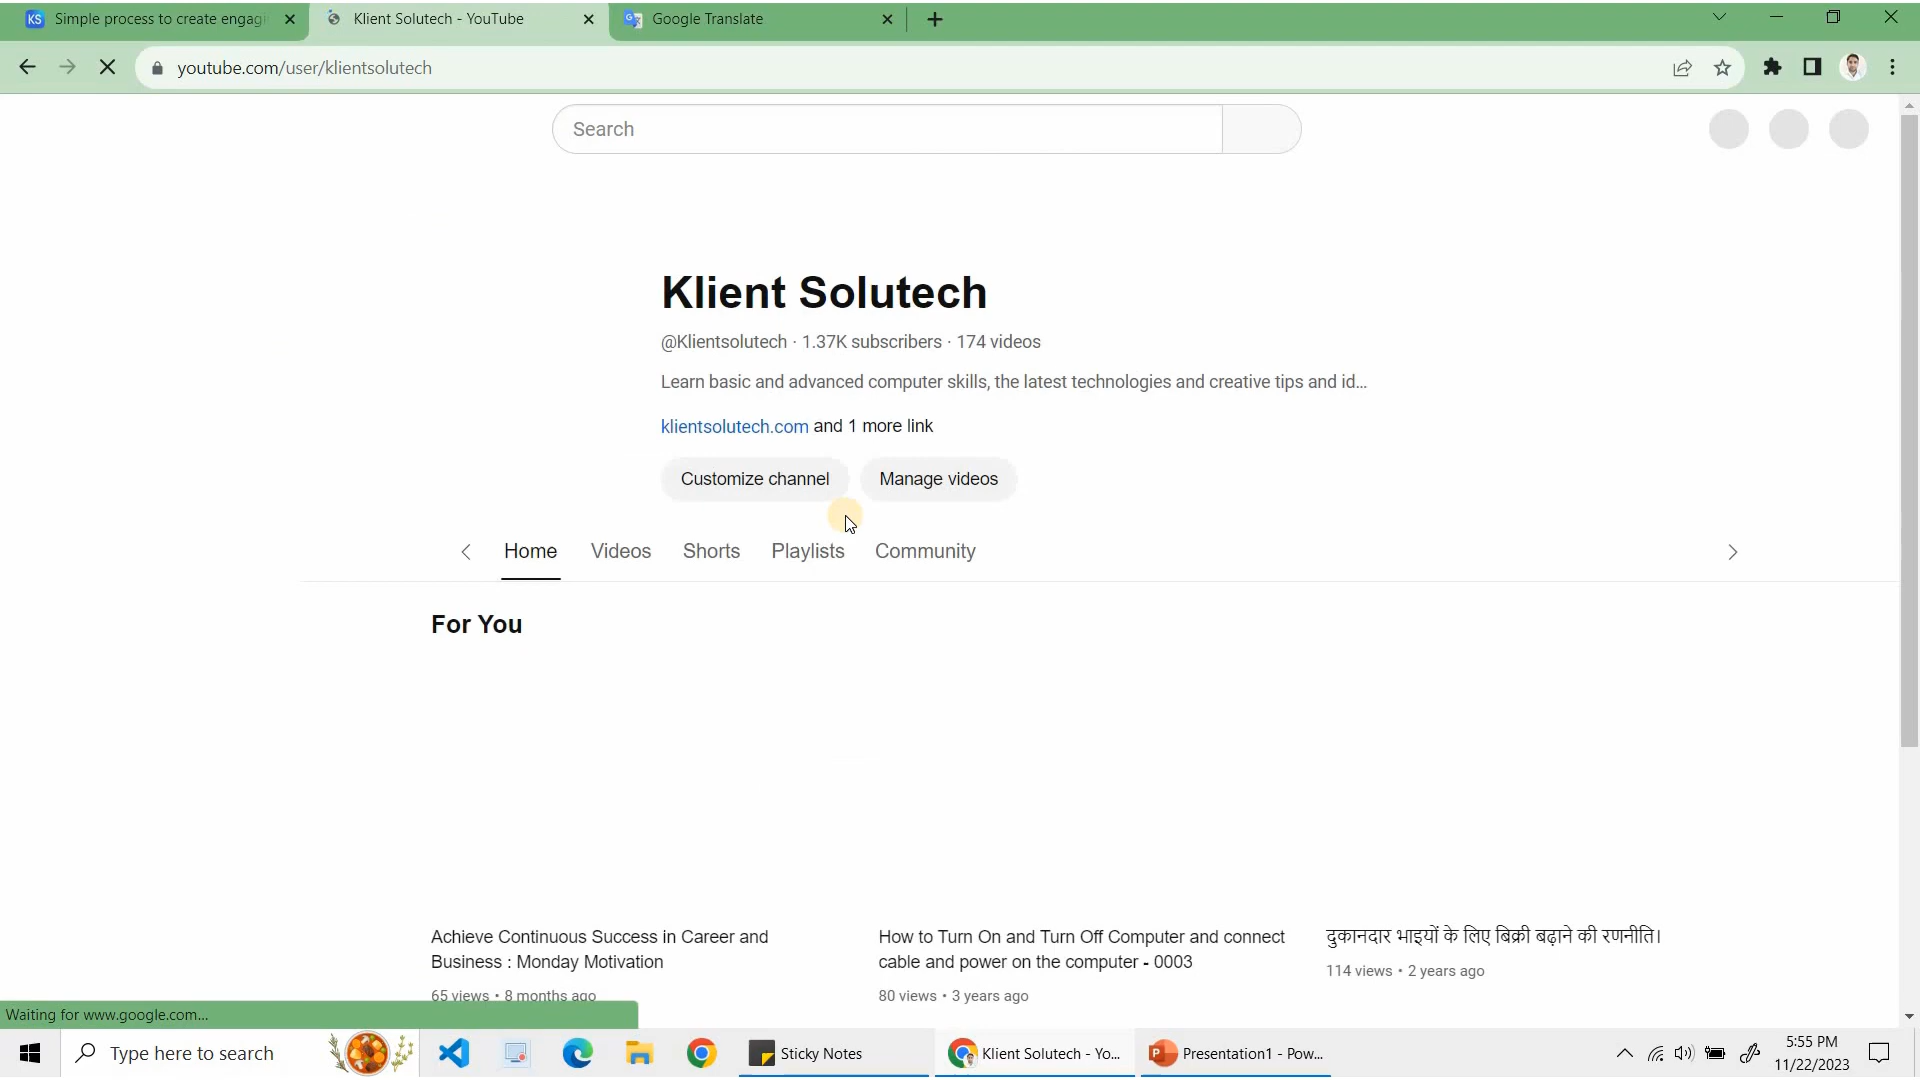 KS Simple process to create engagi
Klient Solutech - YouTube
Google Translate
youtube.com/user/klientsolutech
Search
Klient Solutech
@Klientsolutech · 1.37K subscribers · 174 videos
Learn basic and advanced computer skills, the latest technologies and creative tips and id...
klientsolutech.com and 1 more link
Customize channel
Manage videos
Home
Videos
Shorts
Playlists
Community
For You
Achieve Continuous Success in Career and
Business : Monday Motivation
65 views • 8 months ago
How to Turn On and Turn Off Computer and connect
cable and power on the computer - 0003
80 views • 3 years ago
दुकानदार भाइयों के लिए बिक्री बढ़ाने की रणनीति।
114 views • 2 years ago
Waiting for www.google.com...
Type here to search
Sticky Notes
Klient Solutech - Yo...
Presentation1 - Pow...
5:55 PM
11/22/2023